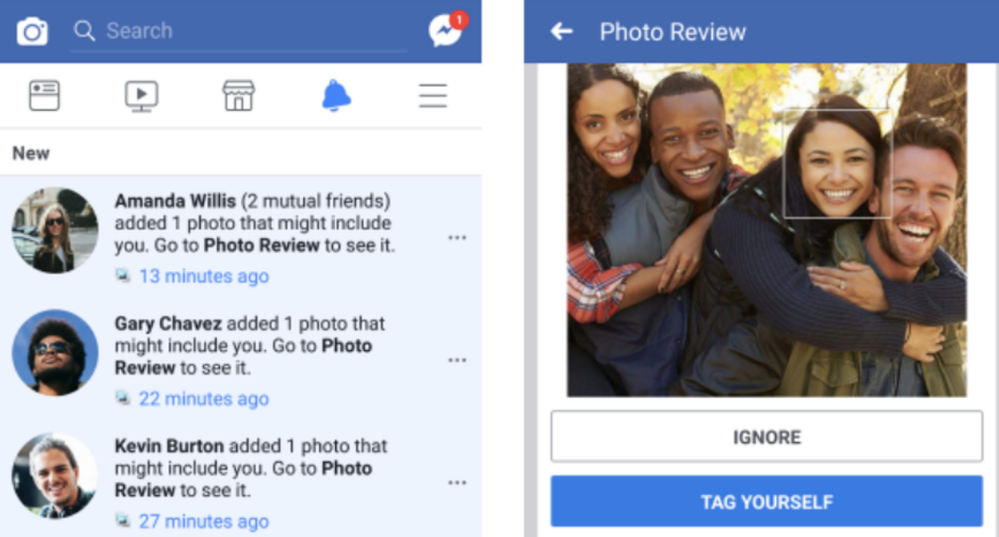 Search
1
New
Amanda Willis (2 mutual friends)
added 1 photo that might include
you. Go to Photo Review to see it.
13 minutes ago
Gary Chavez added 1 photo that
might include you. Go to Photo
Review to see it.
22 minutes ago
Kevin Burton added 1 photo that
might include you. Go to Photo
Review to see it.
27 minutes ago
Photo Review
IGNORE
TAG YOURSELF